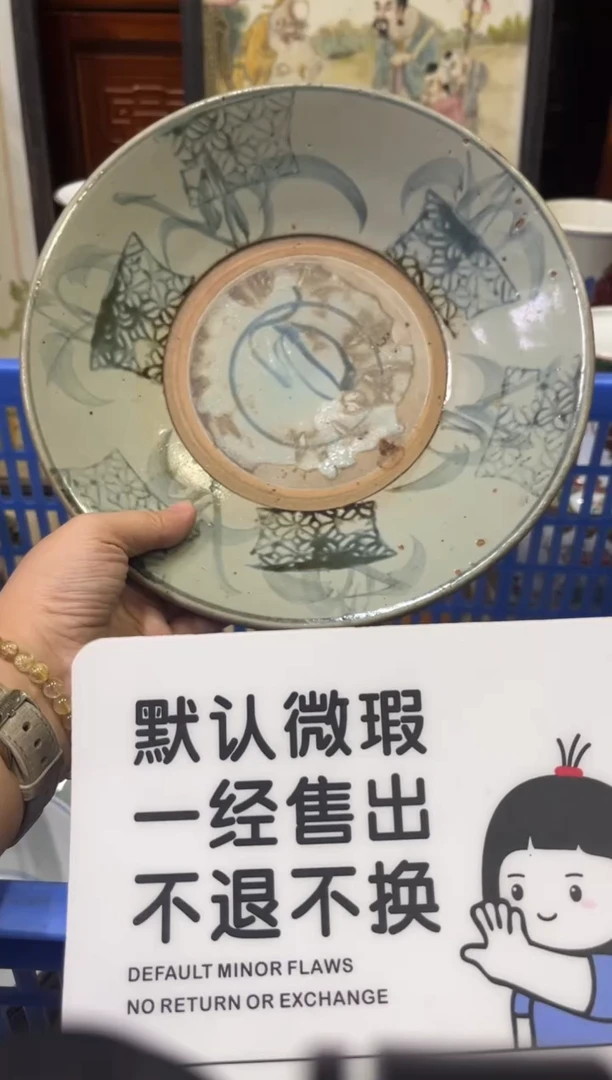 默认微瑕
一经售出
不退不换
DEFAULT MINOR FLAWS
NO RETURN OR EXCHANGE